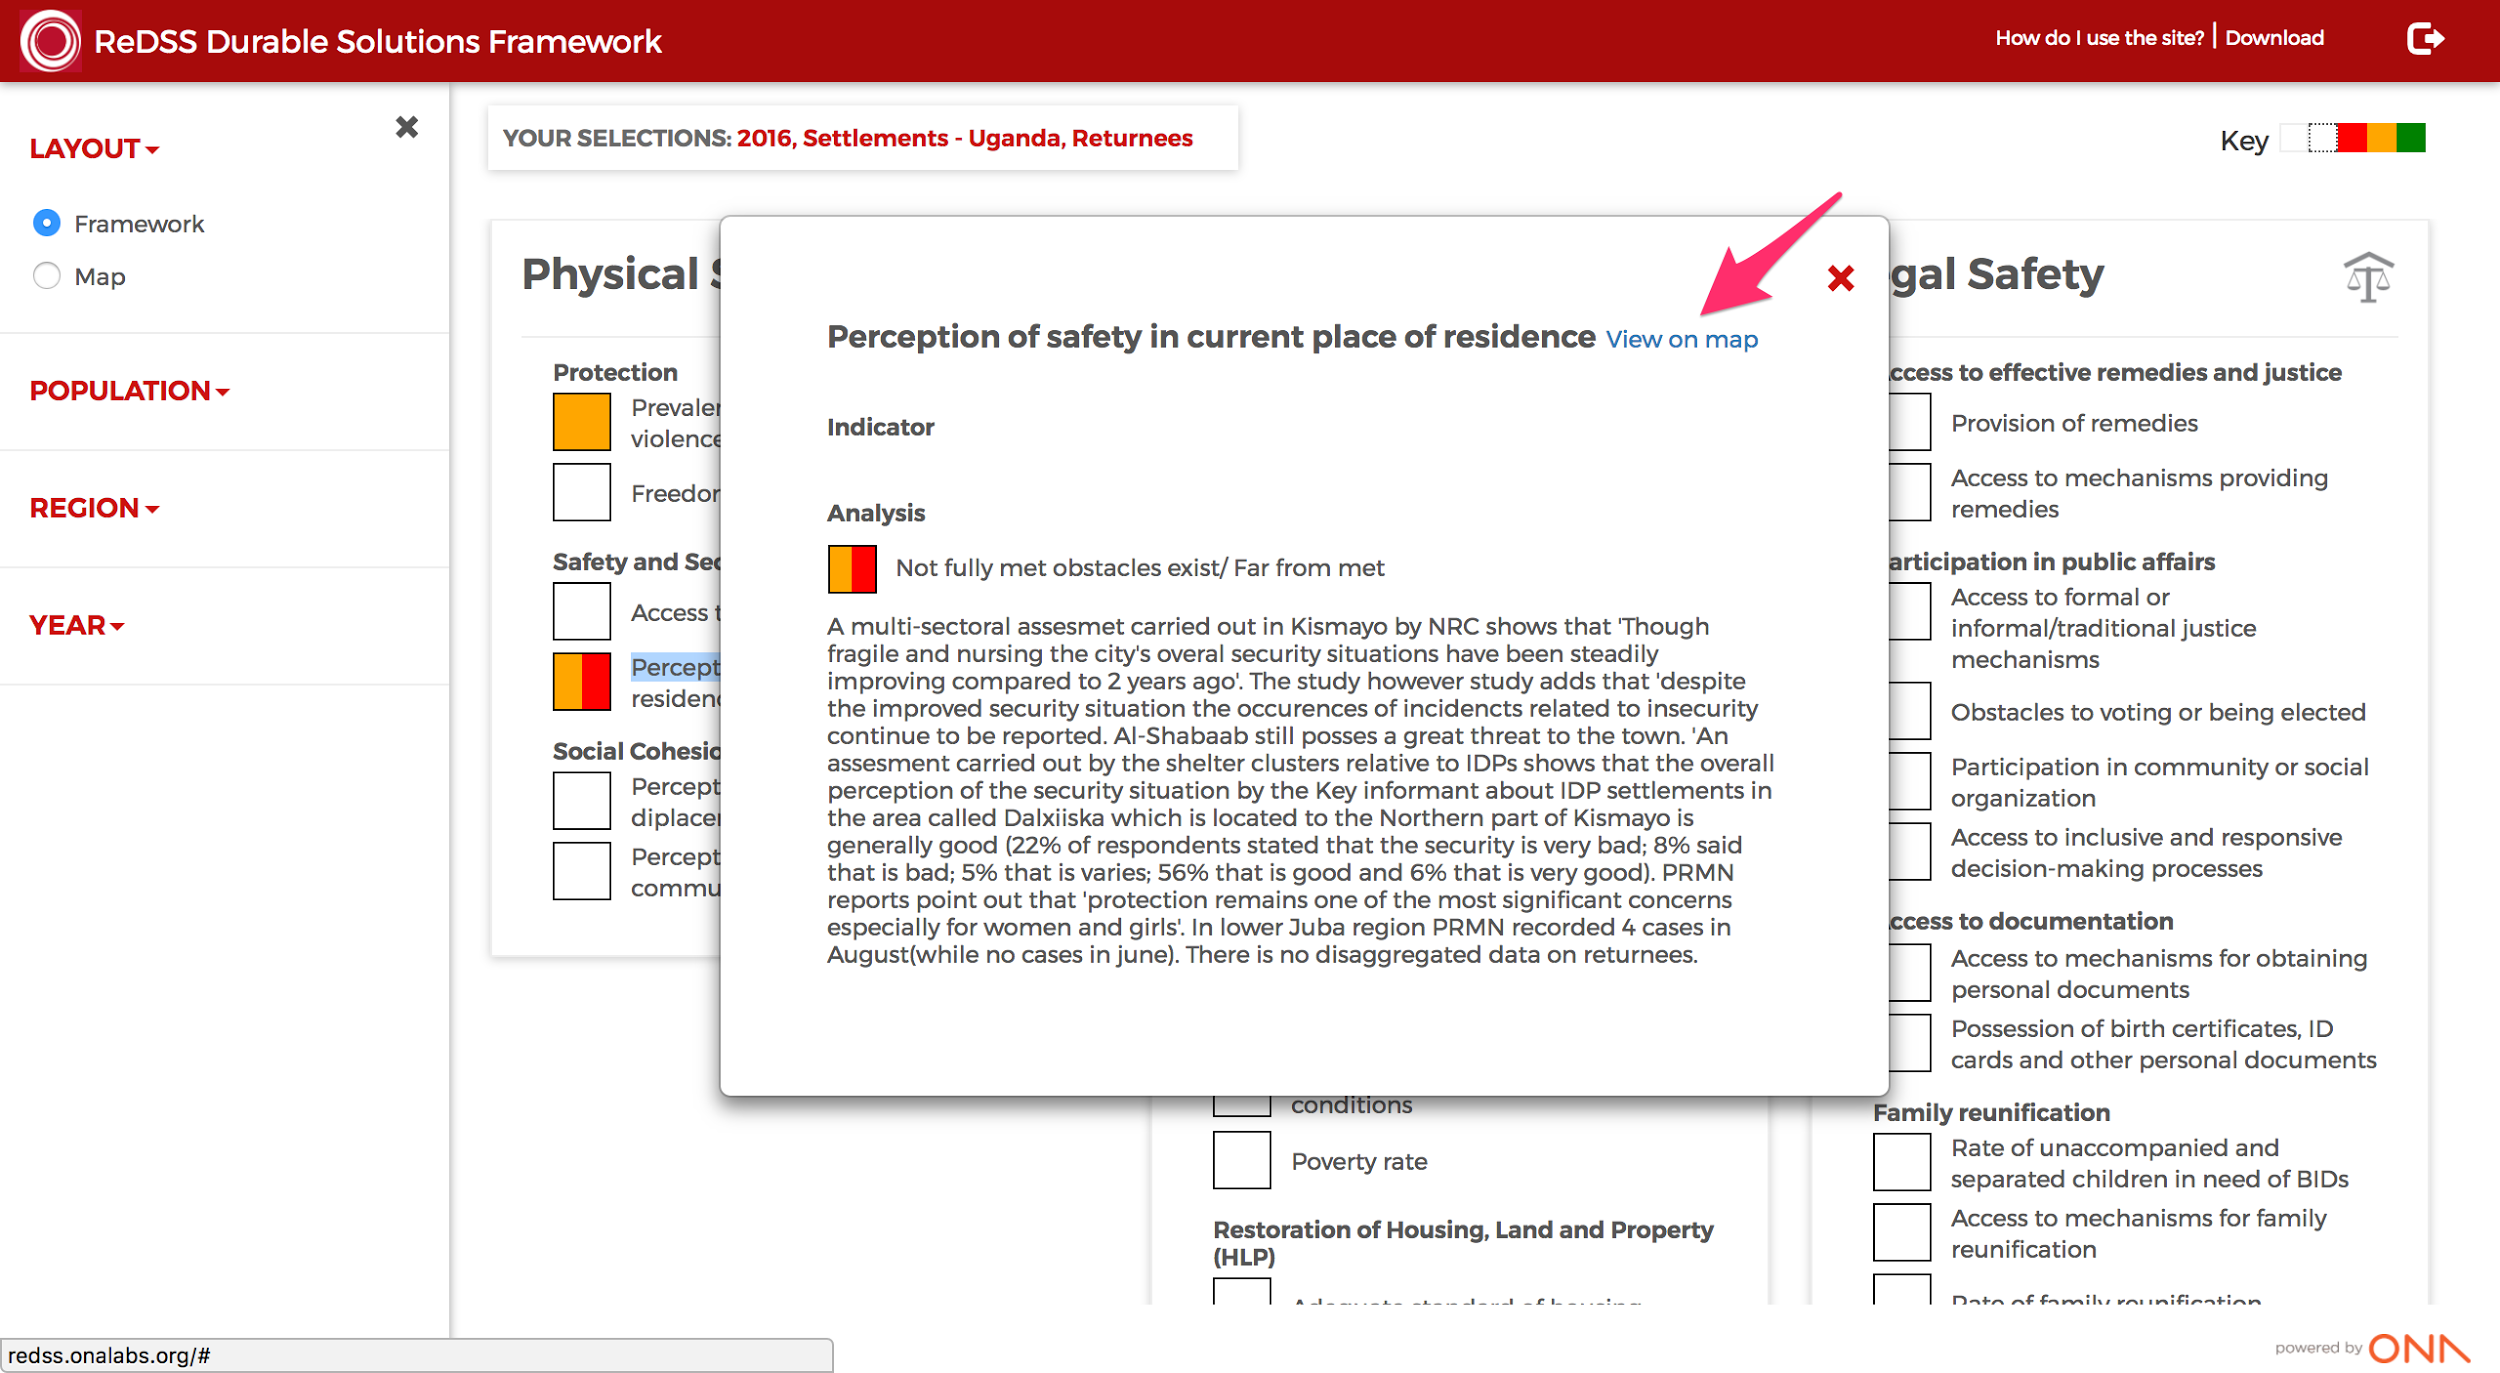 ReDSS Durable Solutions Framework
How do I use the site? | Download
LAYOUT
Framework
Map
POPULATION
REGION
YEAR
YOUR SELECTIONS: 2016, Settlements - Uganda, Returnees
Key
Physical
Protection
Prevaler
violence
Freedor
Safety and Sec
Access t
Percept
residenc
Social Cohesio
Percept
diplacer
Percept
commu
Perception of safety in current place of residence View on map
Indicator
Analysis
Not fully met obstacles exist/ Far from met
A multi-sectoral assesmet carried out in Kismayo by NRC shows that 'Though
fragile and nursing the city's overal security situations have been steadily
improving compared to 2 years ago'. The study however study adds that 'despite
the improved security situation the occurences of incidencts related to insecurity
continue to be reported. Al-Shabaab still posses a great threat to the town. 'An
assesment carried out by the shelter clusters relative to IDPs shows that the overall
perception of the security situation by the Key informant about IDP settlements in
the area called Dalxiiska which is located to the Northern part of Kismayo is
generally good (22% of respondents stated that the security is very bad; 8% said
that is bad; 5% that is varies; 56% that is good and 6% that is very good). PRMN
reports point out that 'protection remains one of the most significant concerns
especially for women and girls'. In lower Juba region PRMN recorded 4 cases in
August(while no cases in june). There is no disaggregated data on returnees.
conditions
Poverty rate
Restoration of Housing, Land and Property
(HLP)
Adequate standard of housing
gal Safety
ccess to effective remedies and justice
Provision of remedies
Access to mechanisms providing
remedies
articipation in public affairs
Access to formal or
informal/traditional justice
mechanisms
Obstacles to voting or being elected
Participation in community or social
organization
Access to inclusive and responsive
decision-making processes
ccess to documentation
Access to mechanisms for obtaining
personal documents
Possession of birth certificates, ID
cards and other personal documents
Family reunification
Rate of unaccompanied and
separated children in need of BIDs
Access to mechanisms for family
reunification
Rate of family reunification
redss.onalabs.org/#
powered by ONA